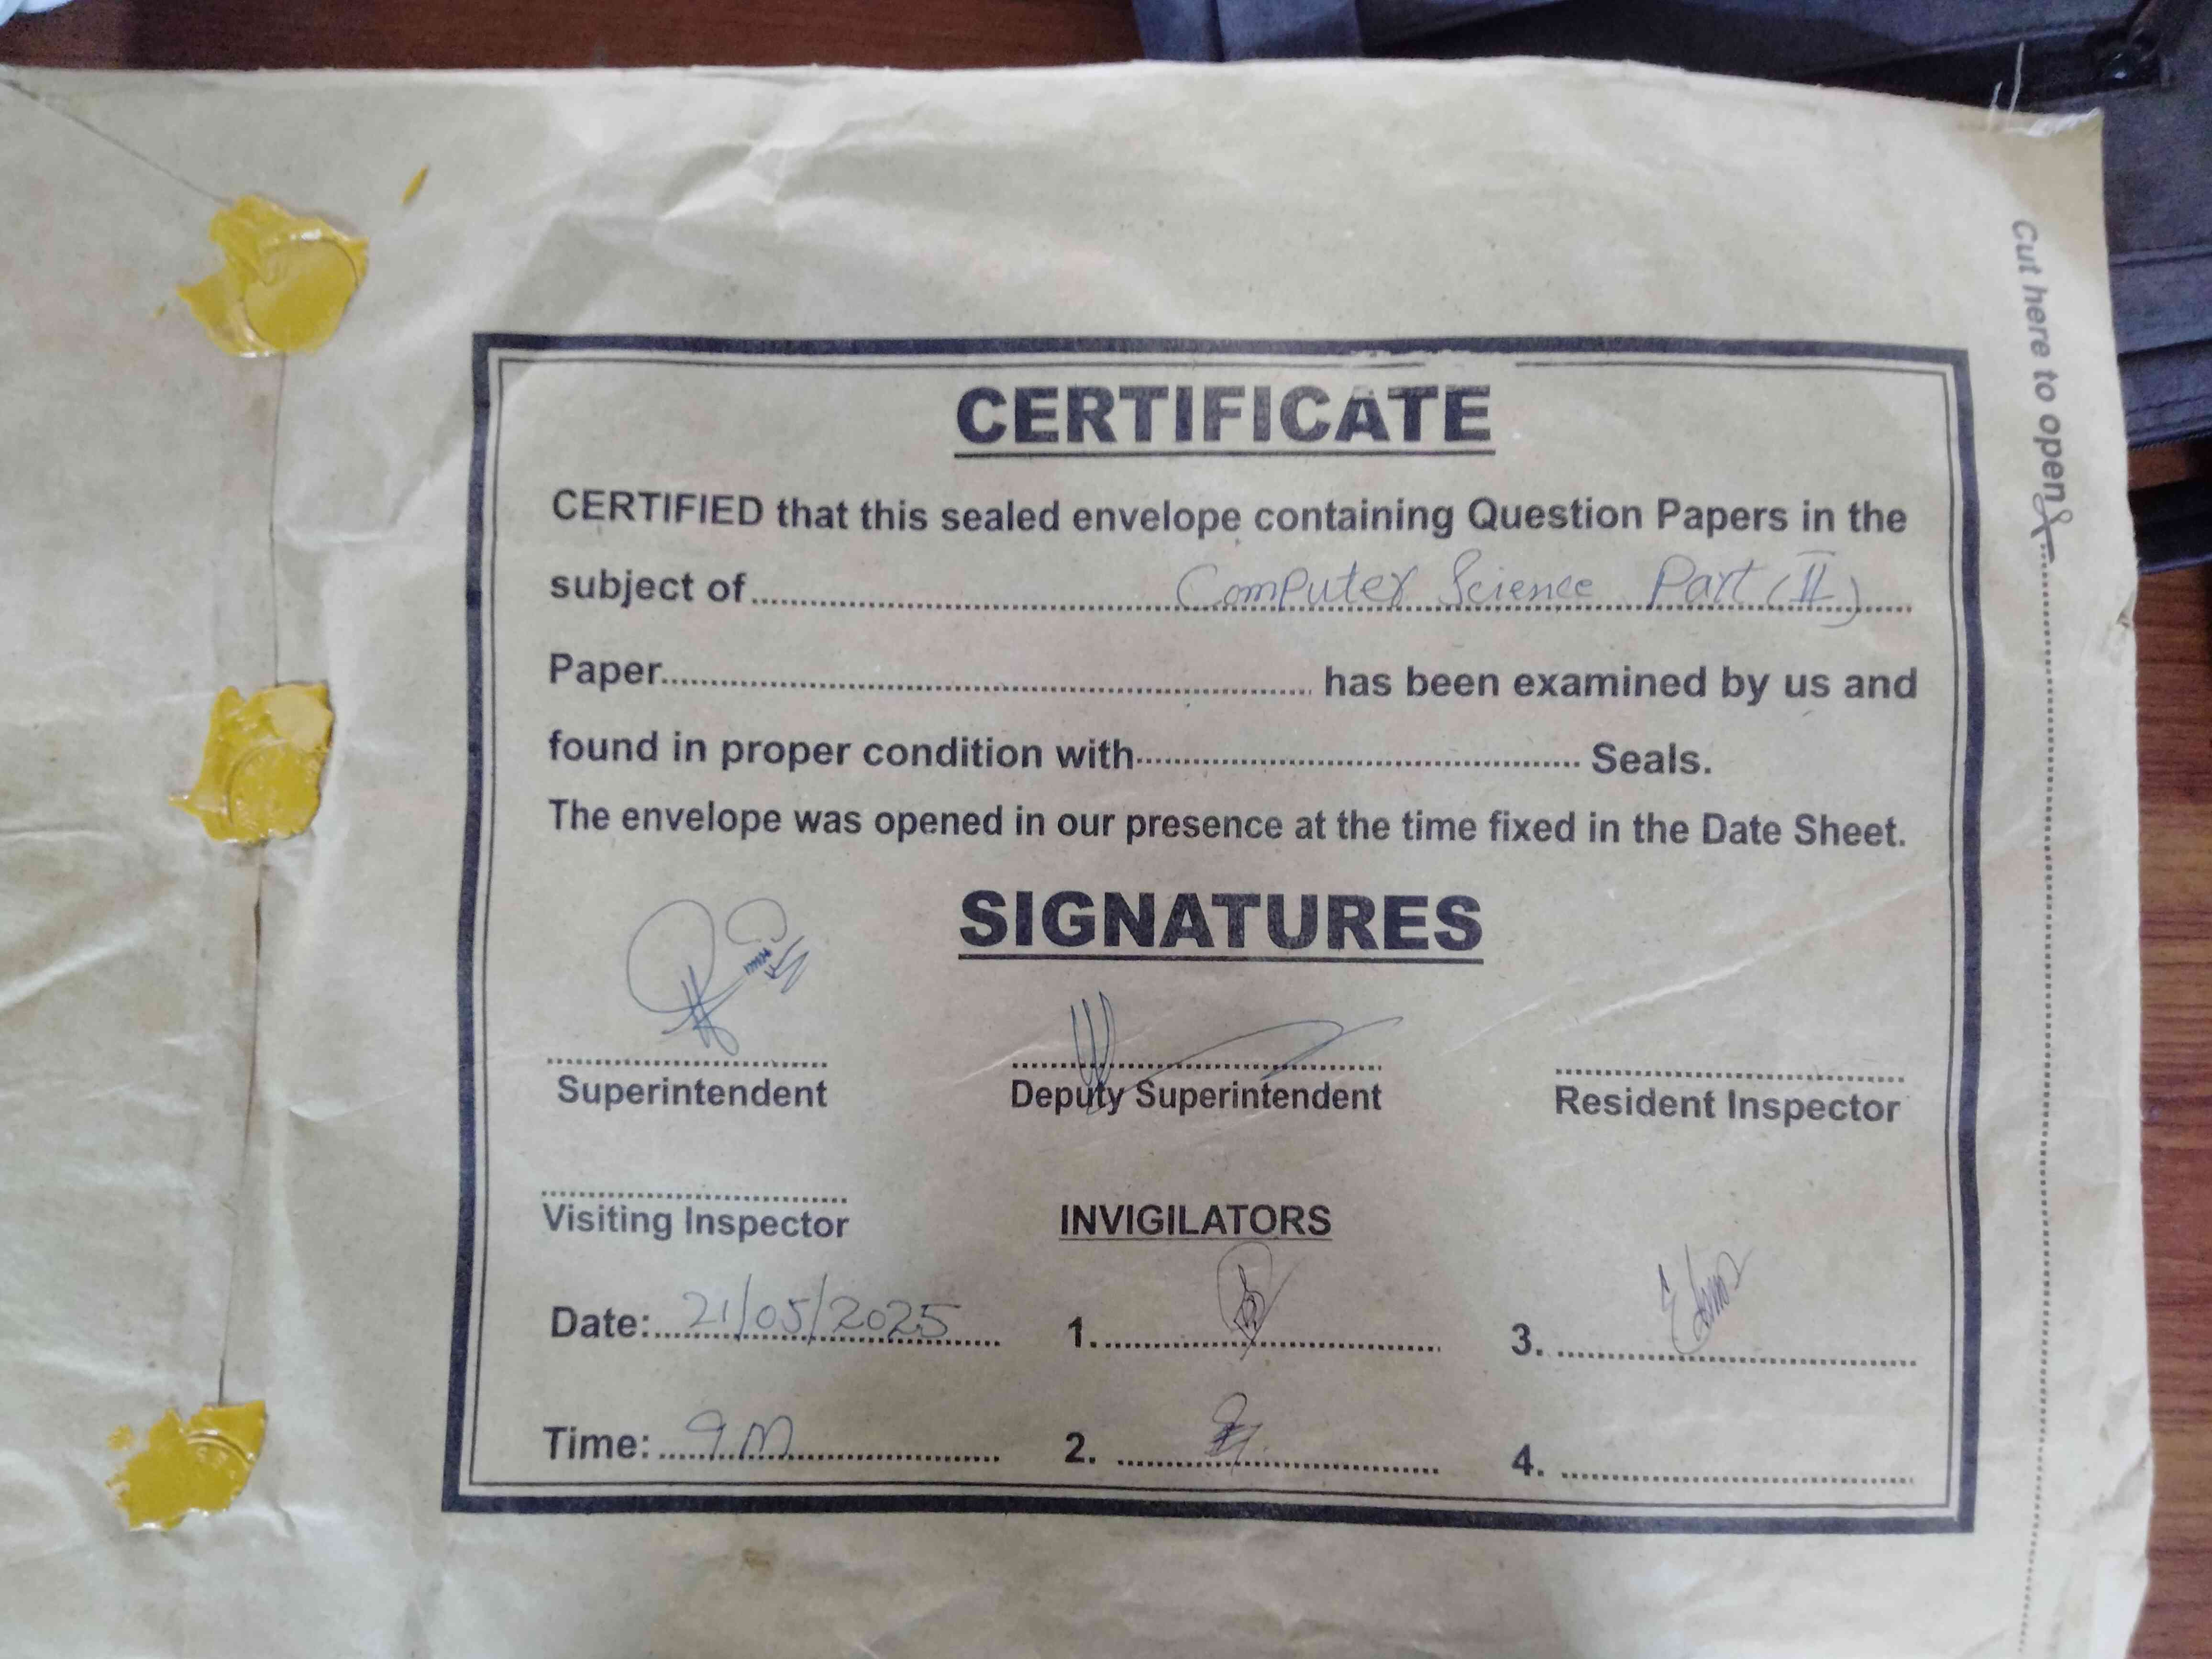 CERTIFICATE
CERTIFIED that this sealed envelope containing Question Papers in the
subject of........ Computer Science Part (II)
Paper........ has been examined by us and
found in proper condition with........ Seals.
The envelope was opened in our presence at the time fixed in the Date Sheet.
SIGNATURES
Superintendent Deputy Superintendent Resident Inspector
Visiting Inspector INVIGILATORS
Date: 21/05/2025 1. 3.
Time: 9 2. 4.
Cut here to open